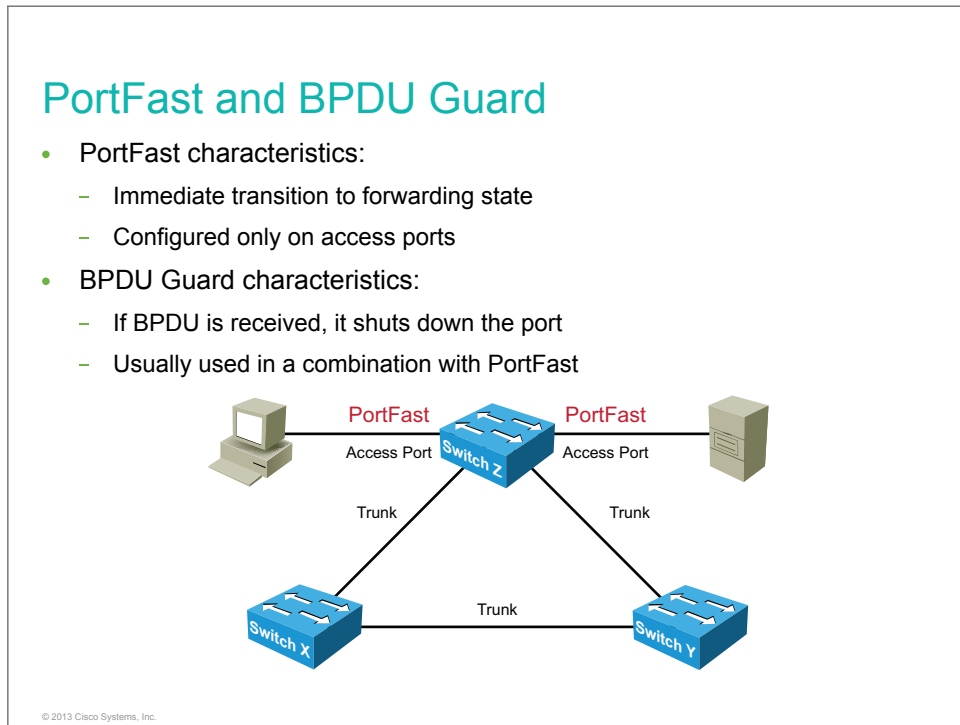 PortFast and BPDU Guard
• PortFast characteristics:
– Immediate transition to forwarding state
– Configured only on access ports
• BPDU Guard characteristics:
– If BPDU is received, it shuts down the port
– Usually used in a combination with PortFast
PortFast
PortFast
Access Port
Switch Z
Access Port
Trunk
Trunk
Trunk
Switch X
Switch Y
© 2013 Cisco Systems, Inc.